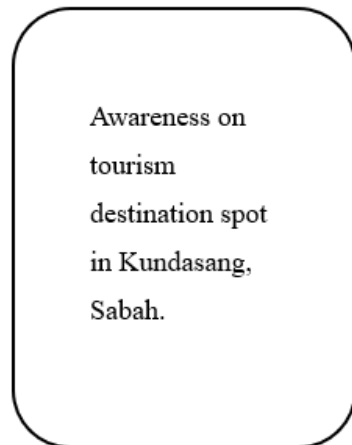 Awareness on
tourism
destination spot
in Kundasang,
Sabah.